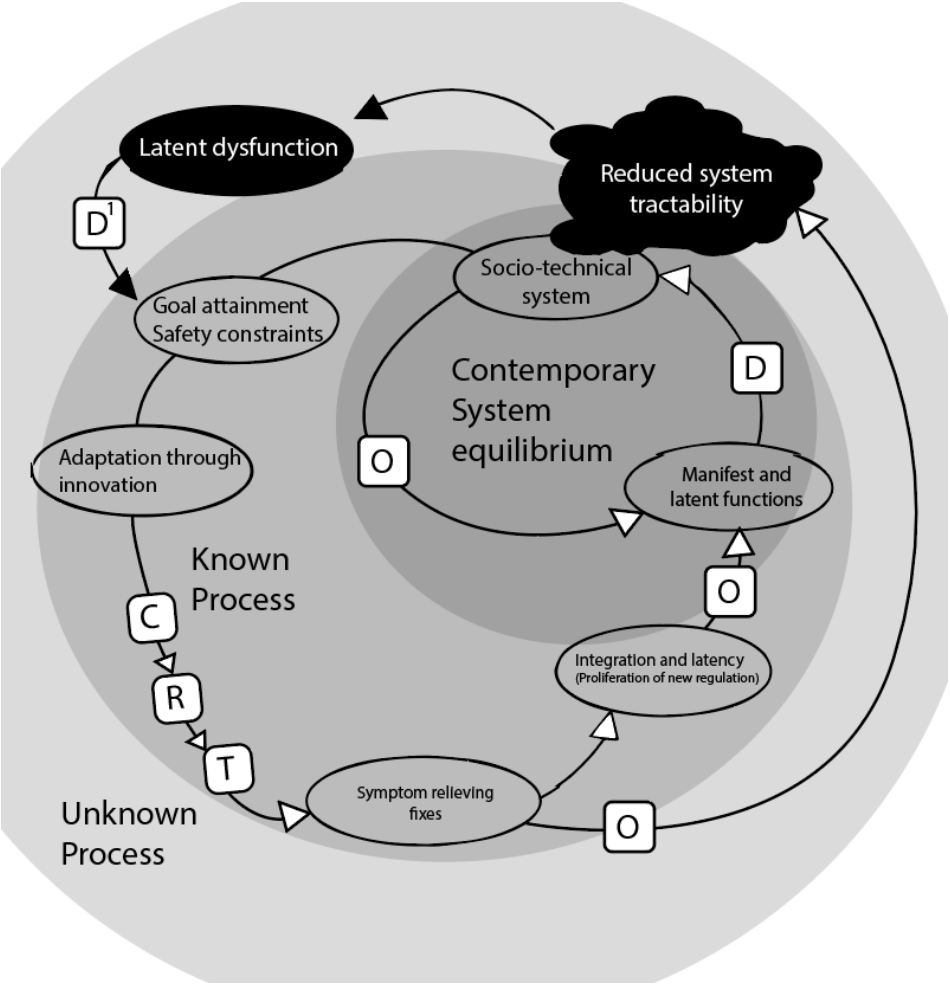 Latent dysfunction
Reduced system
tractability
D1
Socio-technical
system
Goal attainment
Safety constraints
Contemporary
System
equilibrium
D
O
Adaptation through
innovation
Manifest and
latent functions
Known
Process
O
C
R
T
Integration and latency
(Proliferation of new regulation)
Symptom relieving
fixes
O
Unknown
Process